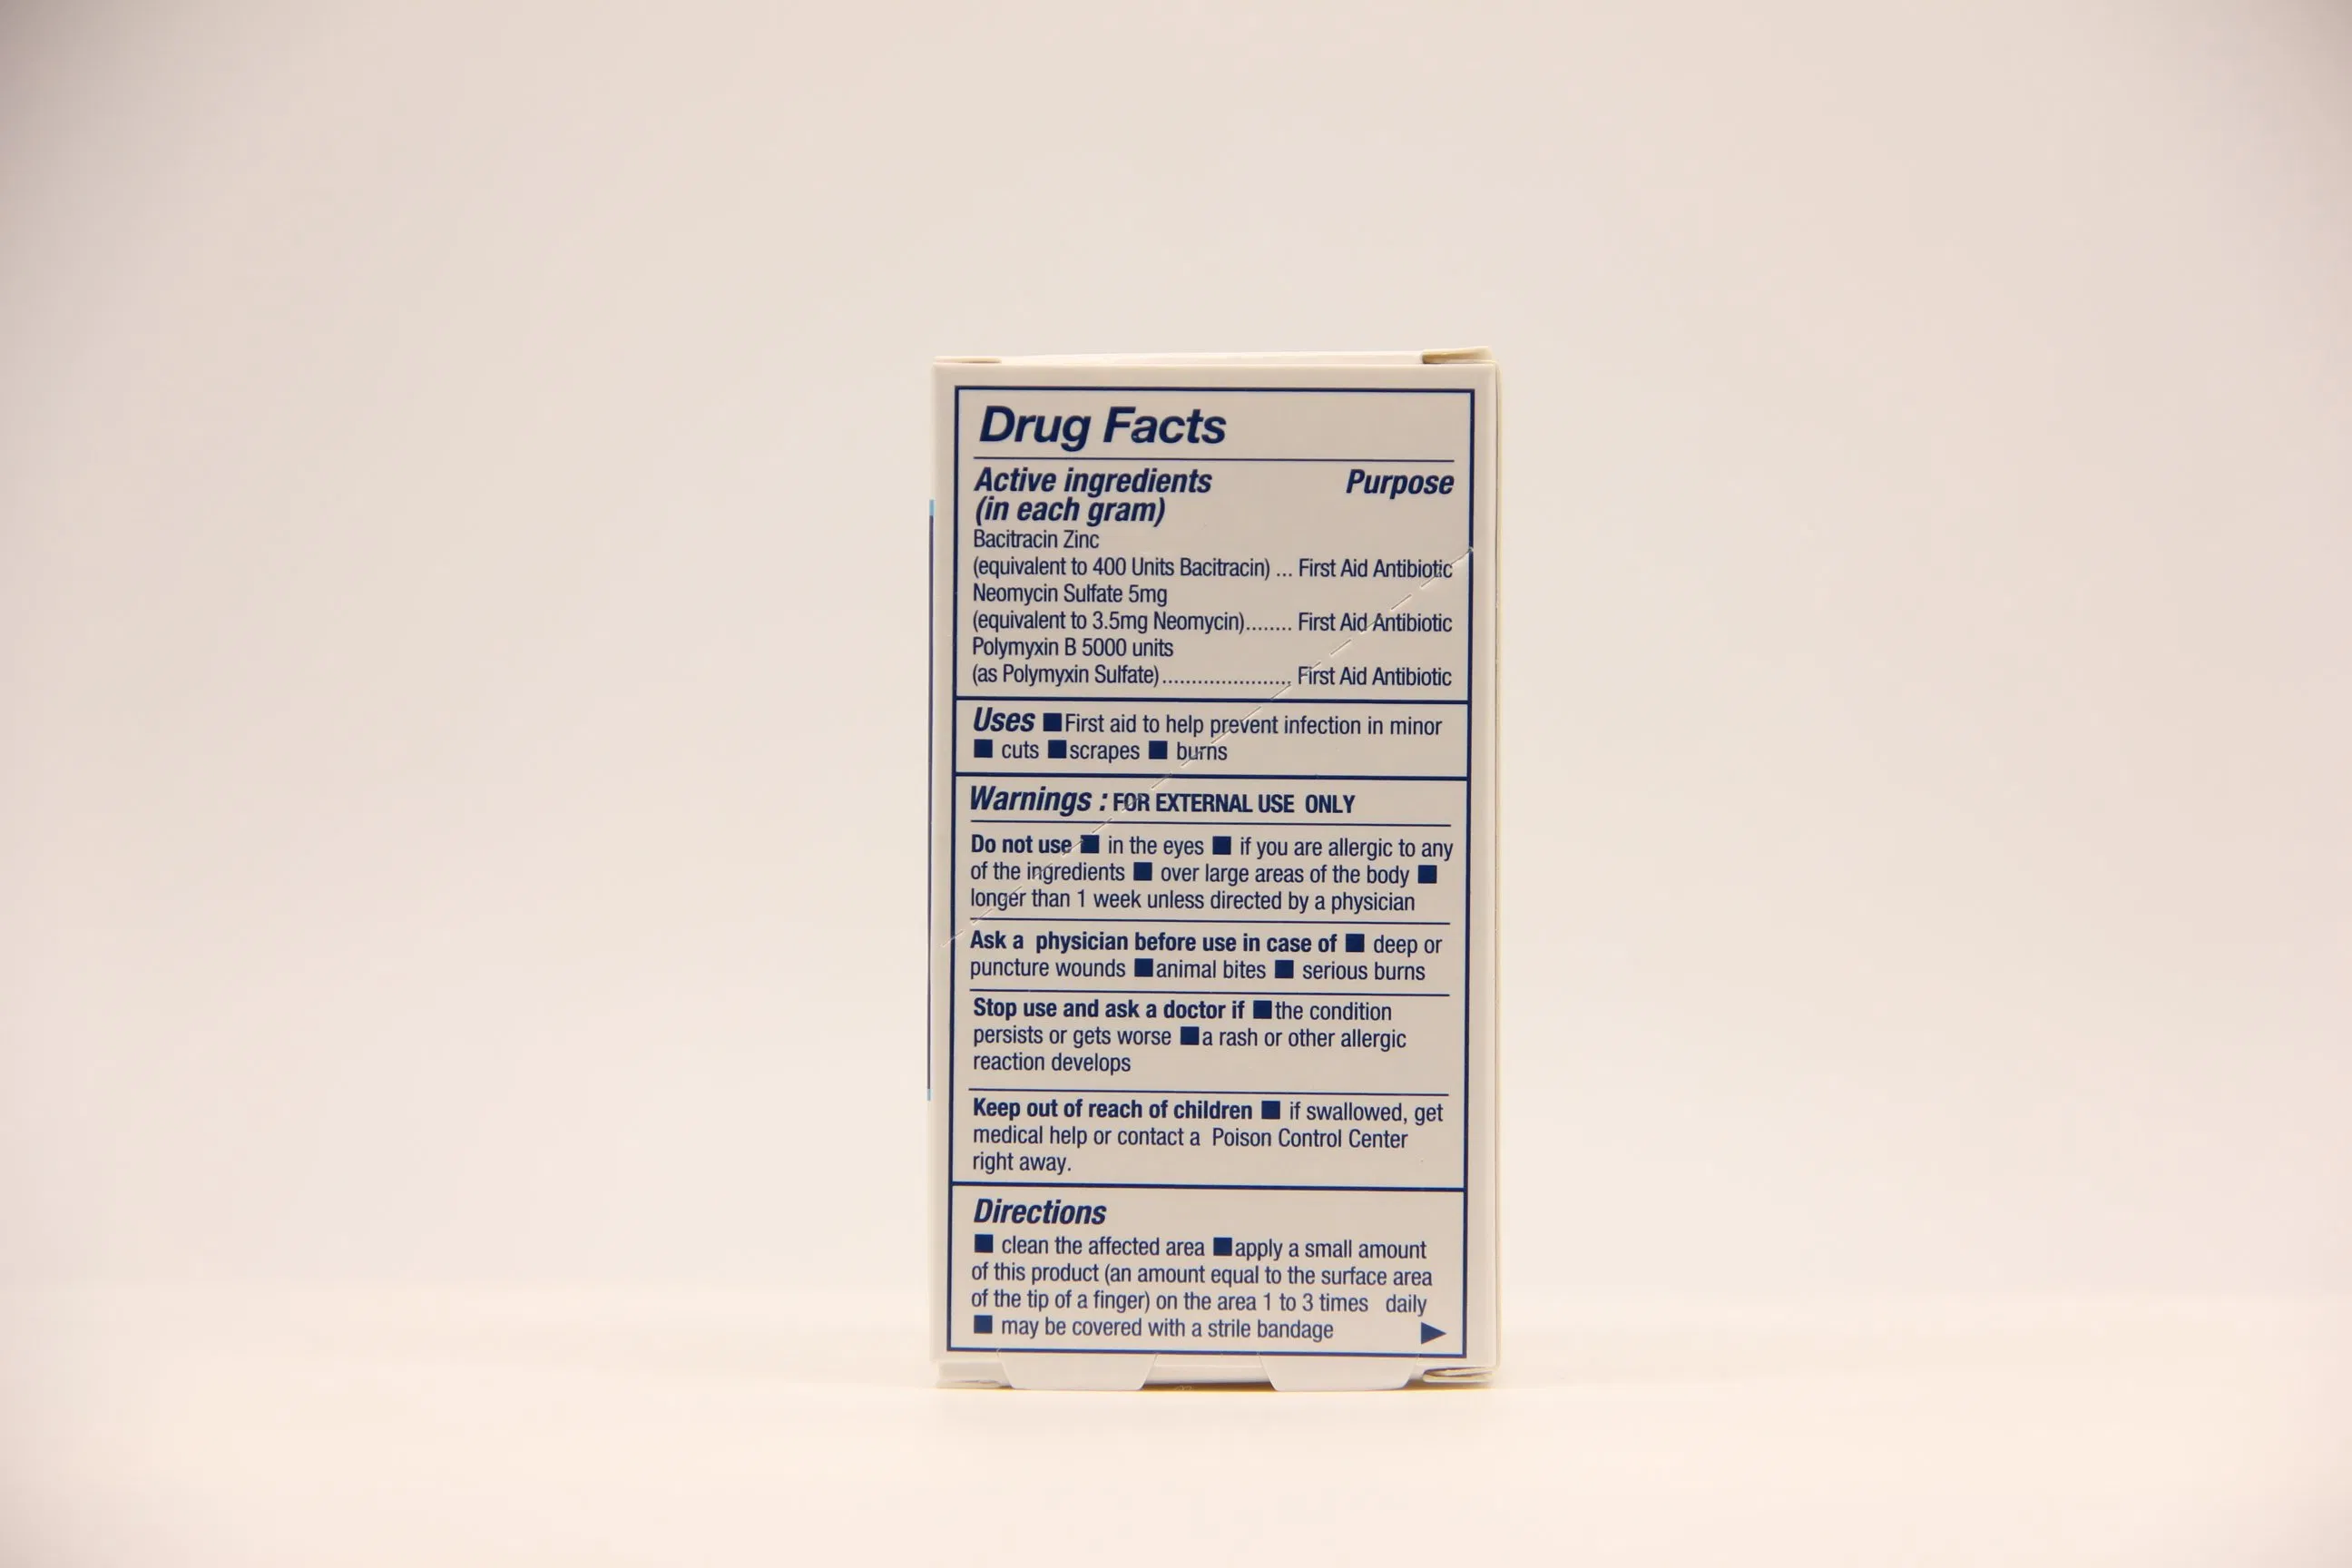 Drug Facts
Active ingredients Purpose
(in each gram)
Bacitracin Zinc
(equivalent to 400 Units Bacitracin) ... First Aid Antibiotic
Neomycin Sulfate 5mg
(equivalent to 3.5mg Neomycin)........ First Aid Antibiotic
Polymyxin B 5000 units
(as Polymyxin Sulfate)...................... First Aid Antibiotic
Uses ■ First aid to help prevent infection in minor
■ cuts ■ scrapes ■ burns
Warnings : FOR EXTERNAL USE ONLY
Do not use ■ in the eyes ■ if you are allergic to any
of the ingredients ■ over large areas of the body ■
longer than 1 week unless directed by a physician
Ask a physician before use in case of ■ deep or
puncture wounds ■ animal bites ■ serious burns
Stop use and ask a doctor if ■ the condition
persists or gets worse ■ a rash or other allergic
reaction develops
Keep out of reach of children ■ if swallowed, get
medical help or contact a Poison Control Center
right away.
Directions
■ clean the affected area ■ apply a small amount
of this product (an amount equal to the surface area
of the tip of a finger) on the area 1 to 3 times daily
■ may be covered with a strile bandage ▶